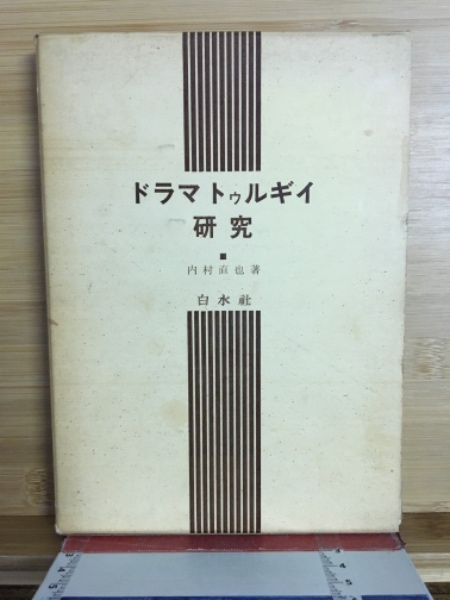 ドラマトゥルギイ
研究
■
内村直也著
白水社